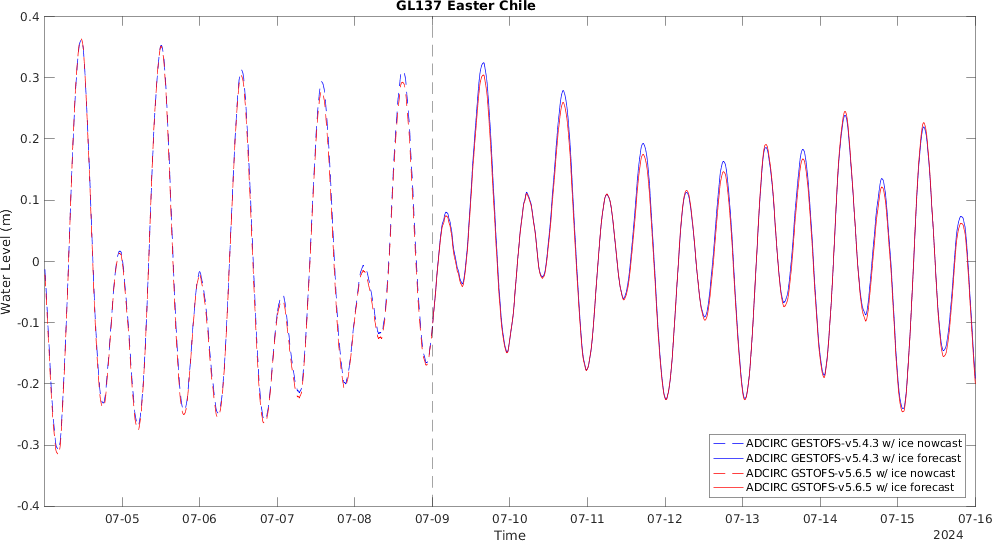 GL137 Easter Chile
0.4
0.3
0.2
0.1
0
-0.1
-0.2
-0.3
-0.4
Water Level (m)
ADCIRC GESTOFS-v5.4.3 w/ ice nowcast
ADCIRC GESTOFS-v5.4.3 w/ ice forecast
ADCIRC GSTOFS-v5.6.5 w/ ice nowcast
ADCIRC GSTOFS-v5.6.5 w/ ice forecast
07-05 07-06 07-07 07-08 07-09 07-10 07-11 07-12 07-13 07-14 07-15 07-16
Time
2024